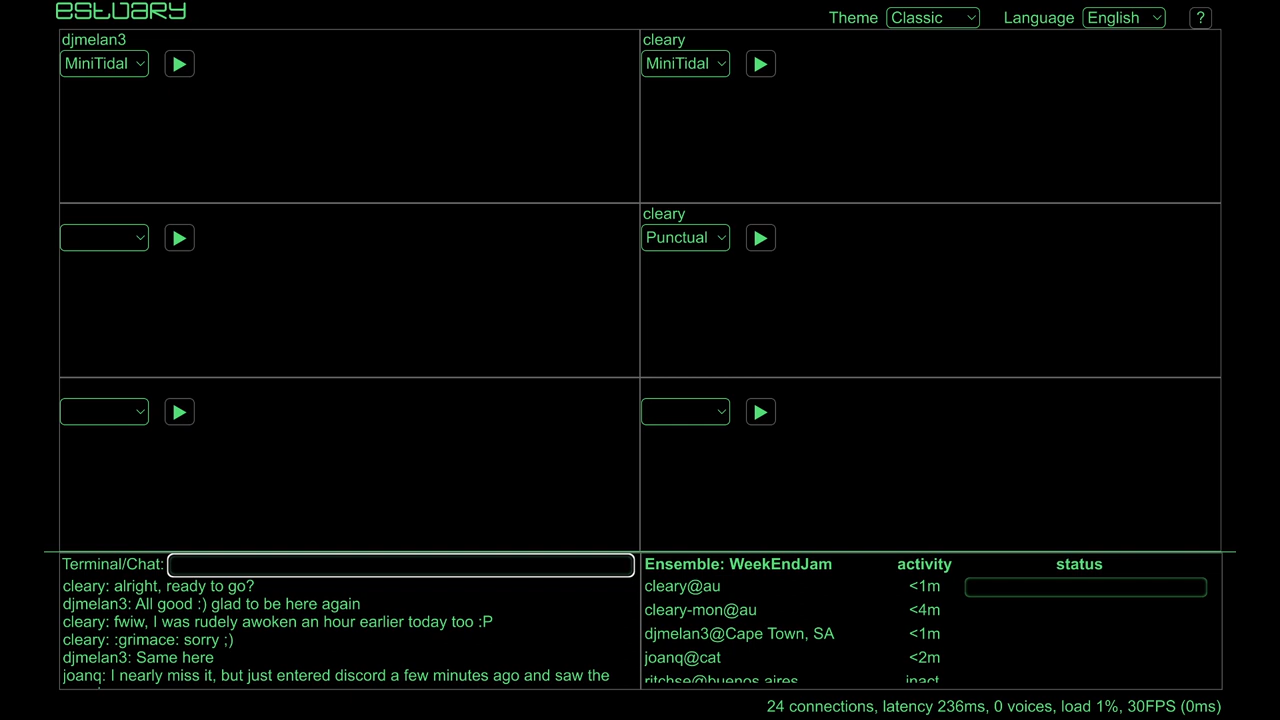 estuary
Theme Classic Language English ?
djmelan3
MiniTidal
cleary
MiniTidal
cleary
Punctual
Terminal/Chat:
cleary: alright, ready to go?
djmelan3: All good :) glad to be here again
cleary: fwiw, I was rudely awoken an hour earlier today too :P
cleary: :grimace: sorry ;)
djmelan3: Same here
joanq: I nearly miss it, but just entered discord a few minutes ago and saw the
Ensemble: WeekEndJam activity status
cleary@au <1m
cleary-mon@au <4m
djmelan3@Cape Town, SA <1m
joanq@cat <2m
ritchse@buenos aires inact
24 connections, latency 236ms, 0 voices, load 1%, 30FPS (0ms)